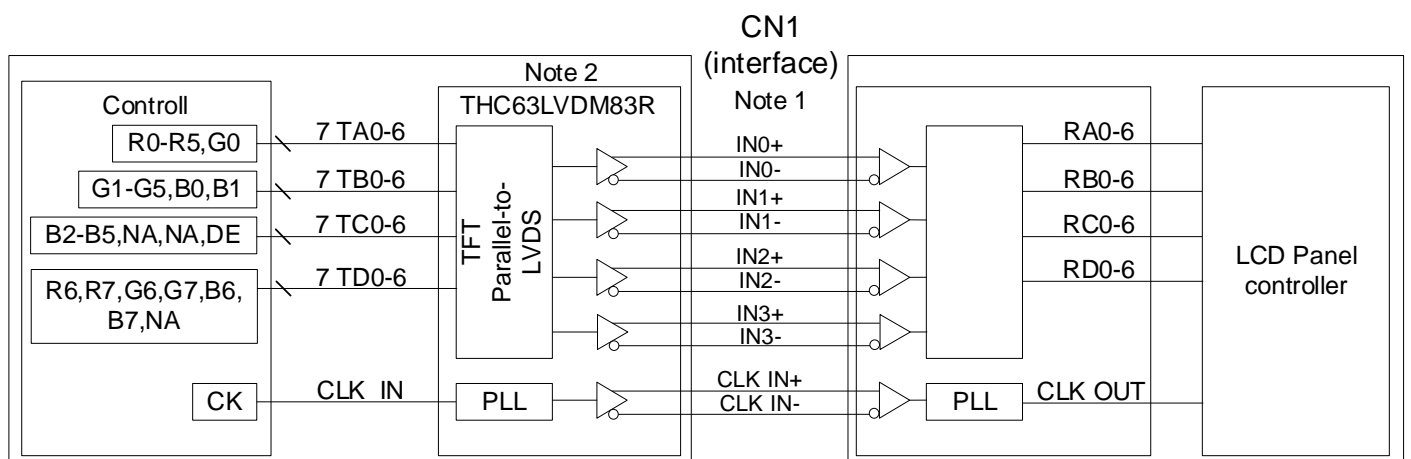 CN1
(interface)
Note 1
Note 2
THC63LVDM83R
Controll
R0-R5,G0
G1-G5,B0,B1
B2-B5,NA,NA,DE
R6,R7,G6,G7,B6,
B7,NA
CK
7 TA0-6
7 TB0-6
7 TC0-6
7 TD0-6
CLK IN
TFT
Parallel-to-
LVDS
PLL
IN0+
IN0-
IN1+
IN1-
IN2+
IN2-
IN3+
IN3-
CLK IN+
CLK IN-
PLL
RA0-6
RB0-6
RC0-6
RD0-6
CLK OUT
LCD Panel
controller